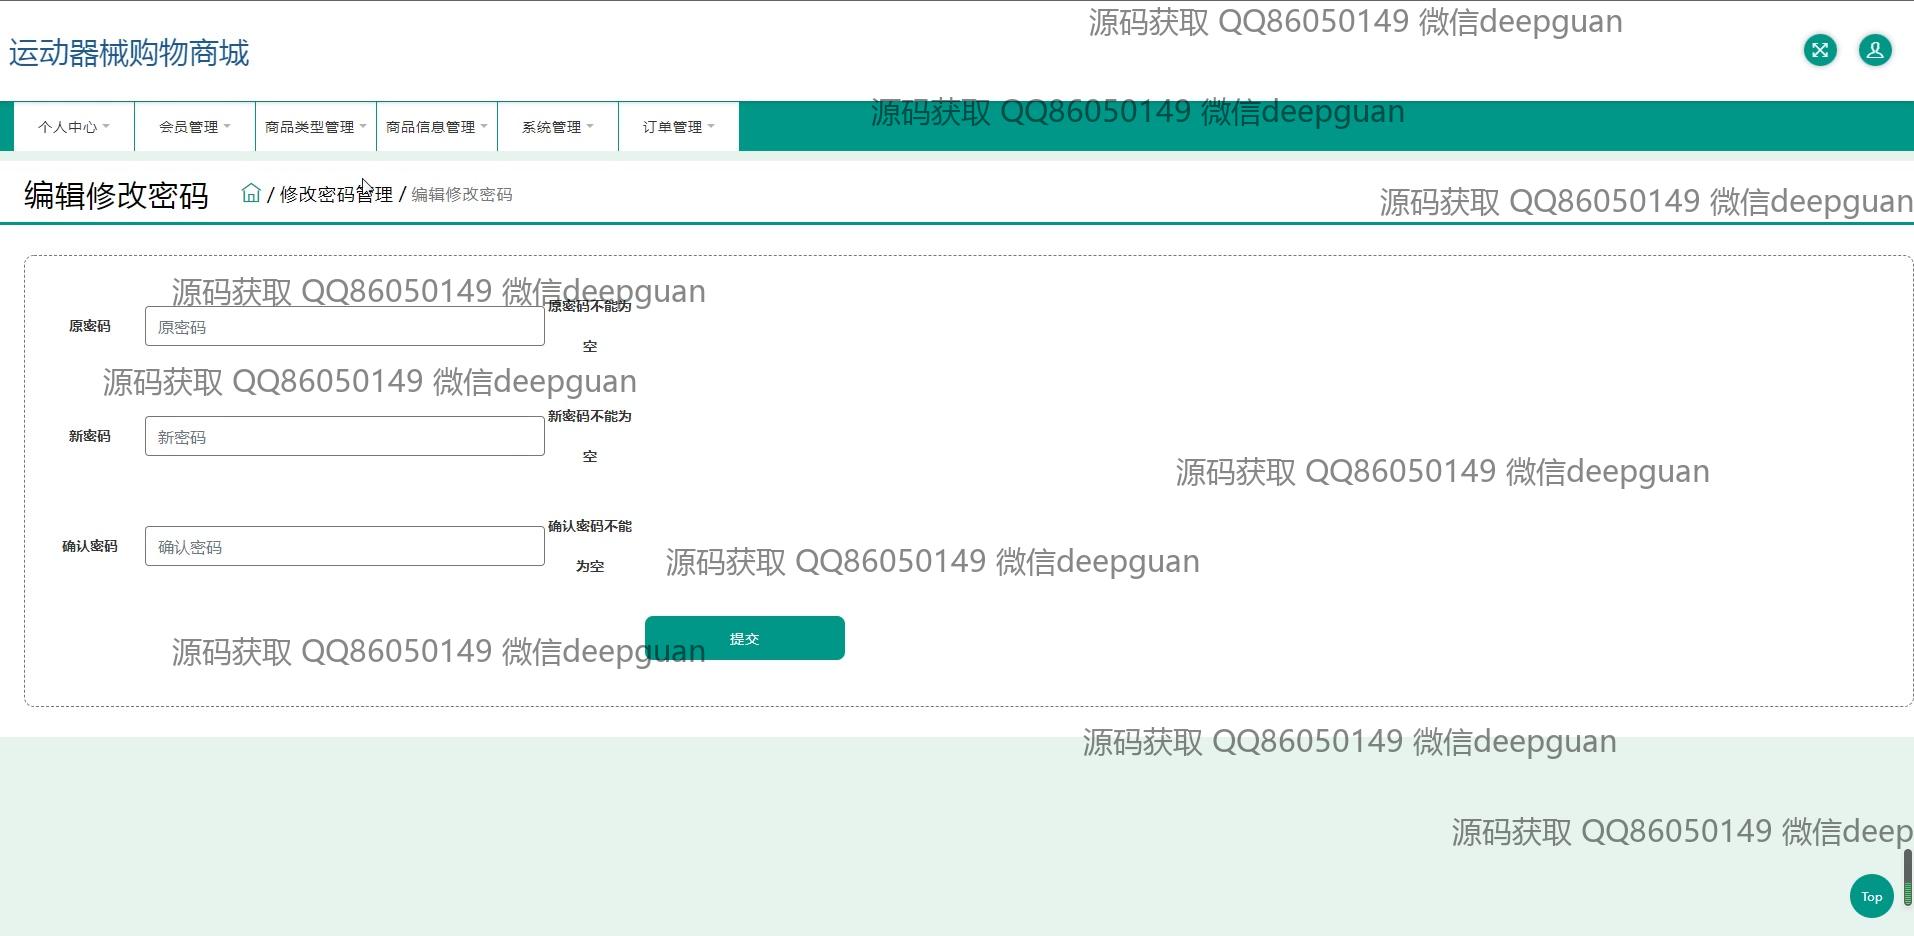 源码获取 QQ86050149 微信deepguan
运动器械购物商城
源码获取 QQ86050149 微信deepguan
个人中心 会员管理 商品类型管理 商品信息管理 系统管理 订单管理
编辑修改密码 / 修改密码管理 / 编辑修改密码
源码获取 QQ86050149 微信deepguan
源码获取 QQ86050149 微信deepguan
原密码 原密码 原密码不能为
空
源码获取 QQ86050149 微信deepguan
新密码 新密码 新密码不能为
空
源码获取 QQ86050149 微信deepguan
确认密码 确认密码 确认密码不能
为空
源码获取 QQ86050149 微信deepguan
提交
源码获取 QQ86050149 微信deepguan
源码获取 QQ86050149 微信deepguan
源码获取 QQ86050149 微信deep
Top